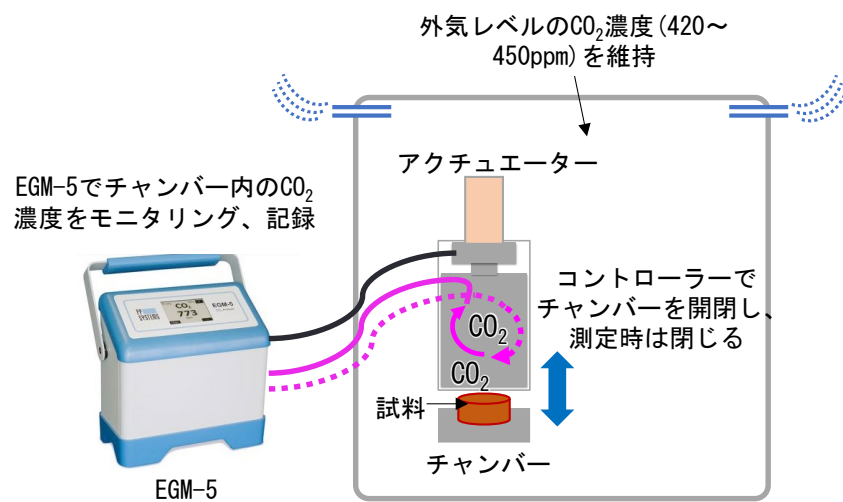 外気レベルのCO₂濃度(420～
450ppm)を維持
アクチュエーター
EGM-5でチャンバー内のCO₂
濃度をモニタリング、記録
コントローラーで
チャンバーを開閉し、
測定時は閉じる
CO₂
773
EGM-5
SYSTEMS
CO₂
CO₂
試料
チャンバー
EGM-5